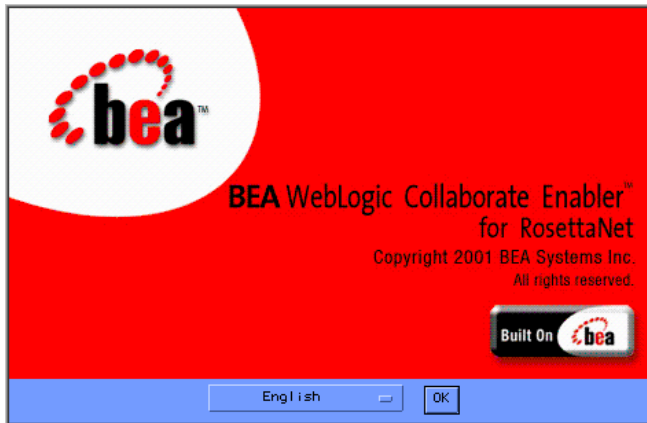 bea™
BEA WebLogic Collaborate Enabler™
for RosettaNet
Copyright 2001 BEA Systems Inc.
All rights reserved.
Built On bea
English
OK